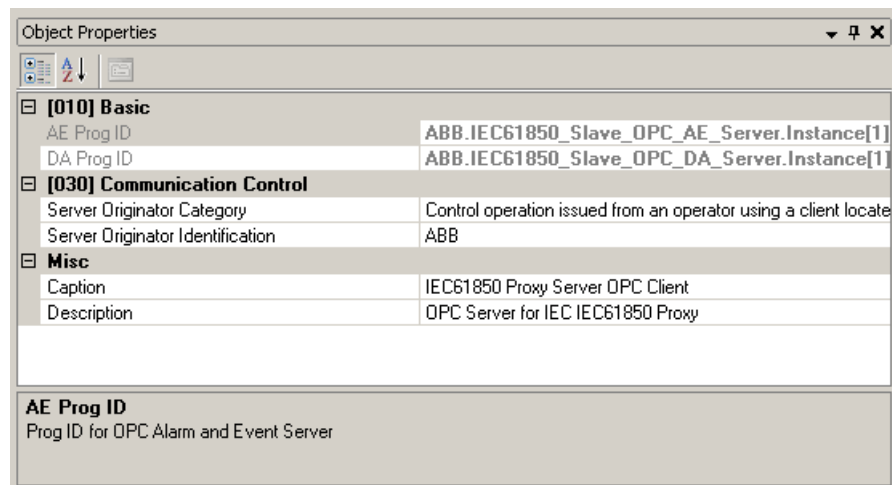 Object Properties
[010] Basic
AE Prog ID ABB.IEC61850_Slave_OPC_AE_Server.Instance[1]
DA Prog ID ABB.IEC61850_Slave_OPC_DA_Server.Instance[1]
[030] Communication Control
Server Originator Category Control operation issued from an operator using a client locate
Server Originator Identification ABB
Misc
Caption IEC61850 Proxy Server OPC Client
Description OPC Server for IEC IEC61850 Proxy
AE Prog ID
Prog ID for OPC Alarm and Event Server